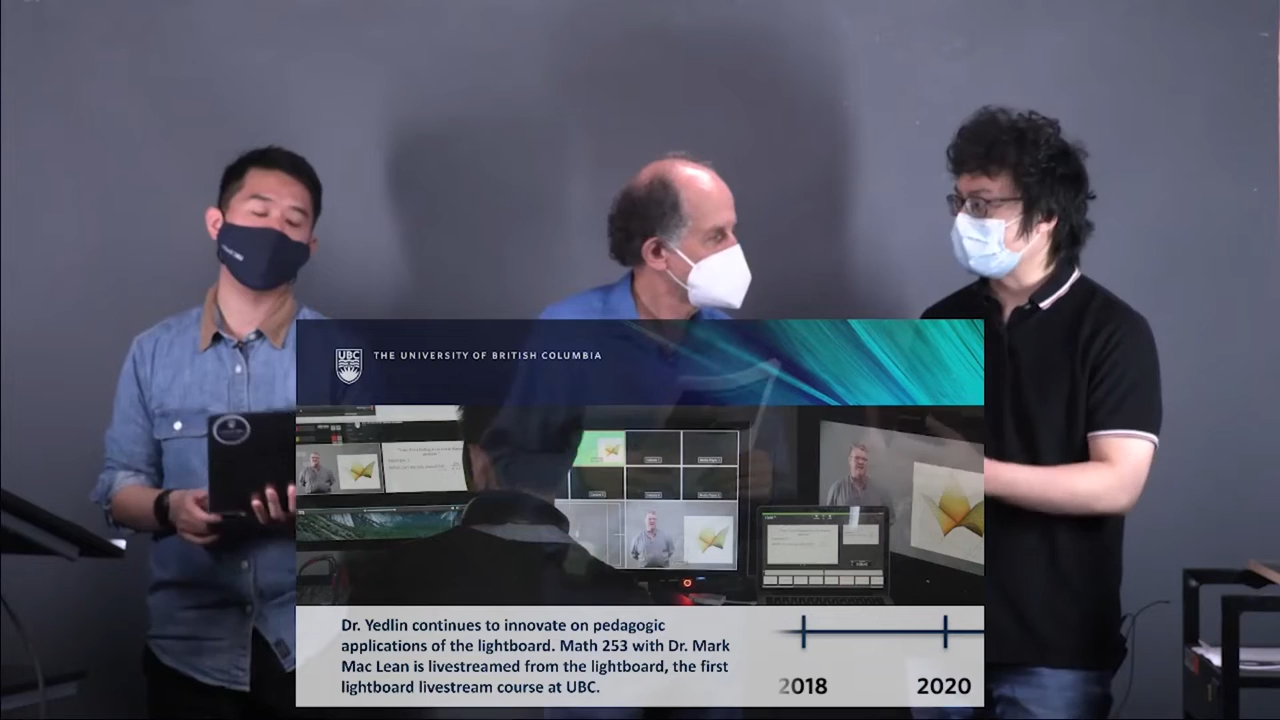 UBC
THE UNIVERSITY OF BRITISH COLUMBIA
Dr. Yedlin continues to innovate on pedagogic
applications of the lightboard. Math 253 with Dr. Mark
Mac Lean is livestreamed from the lightboard, the first
lightboard livestream course at UBC.
2018
2020